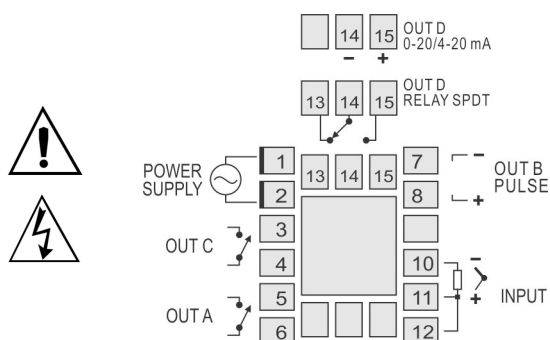 14 15 OUT D
0-20/4-20 mA
- +
13 14 15 OUT D
RELAY SPDT
POWER
SUPPLY
1
2
13 14 15
7 -
8 +
OUT B
PULSE
OUT C
3
4
10 -
11 +
INPUT
OUT A
5
6
12